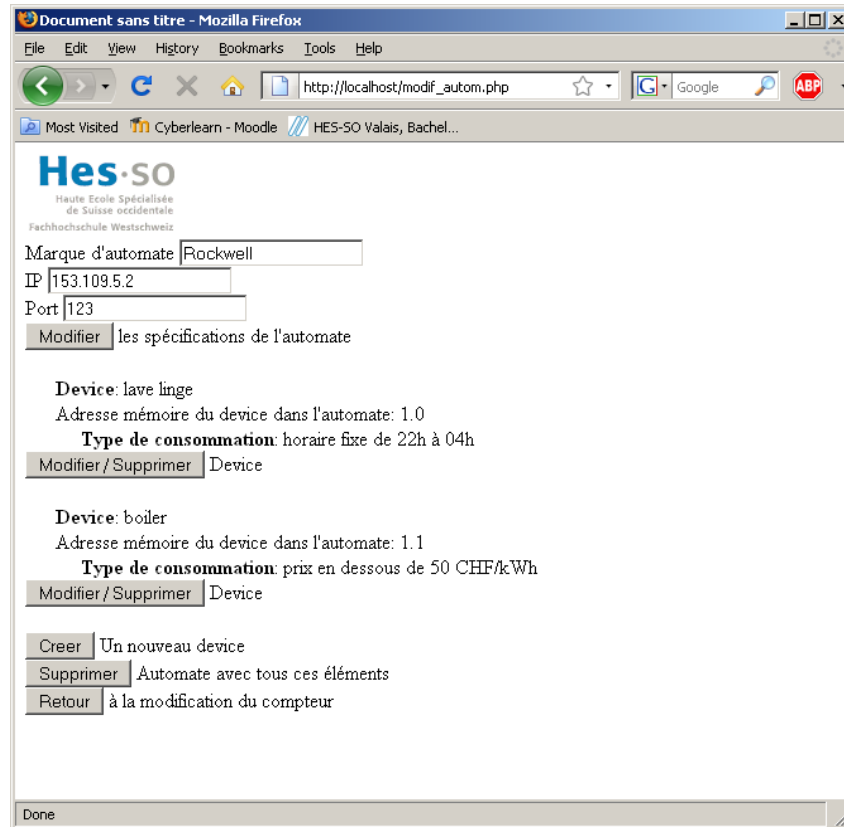 Document sans titre - Mozilla Firefox
File Edit View History Bookmarks Tools Help
http://localhost/modif_autom.php G Google ABP
Most Visited Cyberlearn - Moodle HES-SO Valais, Bachel...
Hes·so
Haute Ecole Spécialisée
de Suisse occidentale
Fachhochschule Westschweiz
Marque d'automate Rockwell
IP 153.109.5.2
Port 123
Modifier les spécifications de l'automate
Device: lave linge
Adresse mémoire du device dans l'automate: 1.0
Type de consommation: horaire fixe de 22h à 04h
Modifier / Supprimer Device
Device: boiler
Adresse mémoire du device dans l'automate: 1.1
Type de consommation: prix en dessous de 50 CHF/kWh
Modifier / Supprimer Device
Creer Un nouveau device
Supprimer Automate avec tous ces éléments
Retour à la modification du compteur
Done